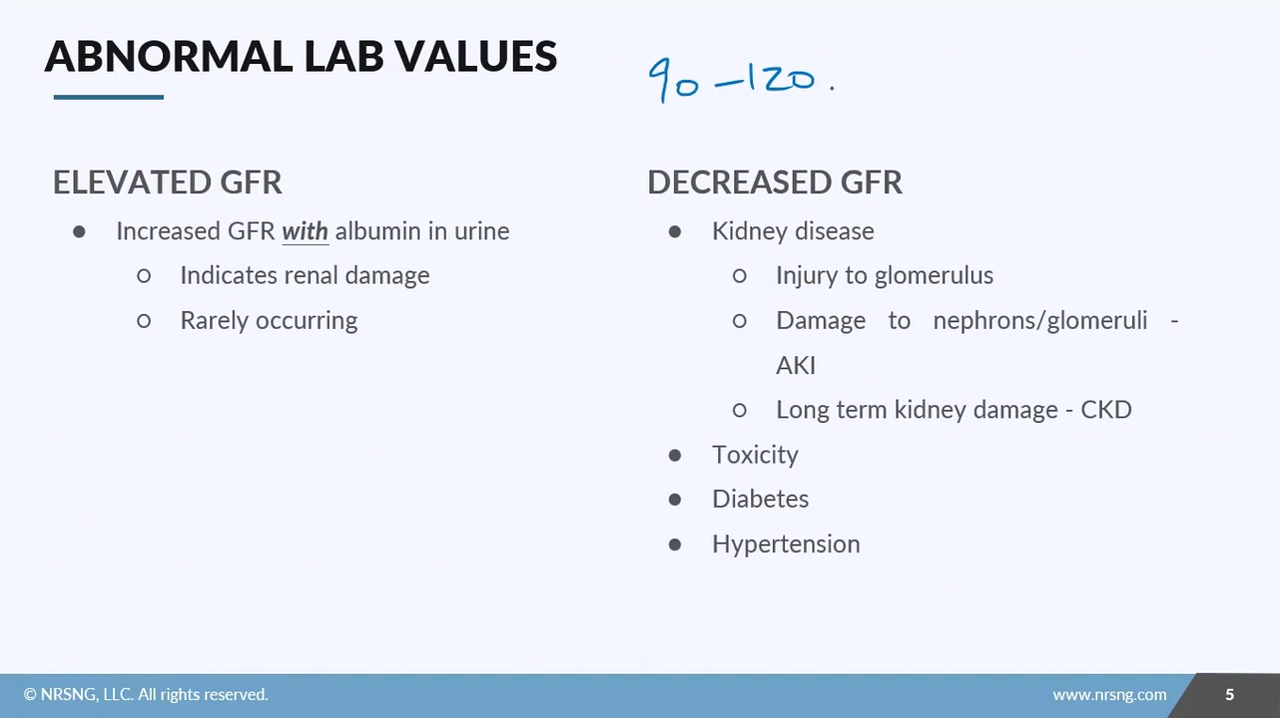 ABNORMAL LAB VALUES
90 - 120.
ELEVATED GFR
● Increased GFR with albumin in urine
○ Indicates renal damage
○ Rarely occurring
DECREASED GFR
● Kidney disease
○ Injury to glomerulus
○ Damage to nephrons/glomeruli -
AKI
○ Long term kidney damage - CKD
● Toxicity
● Diabetes
● Hypertension
© NRSNG, LLC. All rights reserved.
www.nrsng.com
5